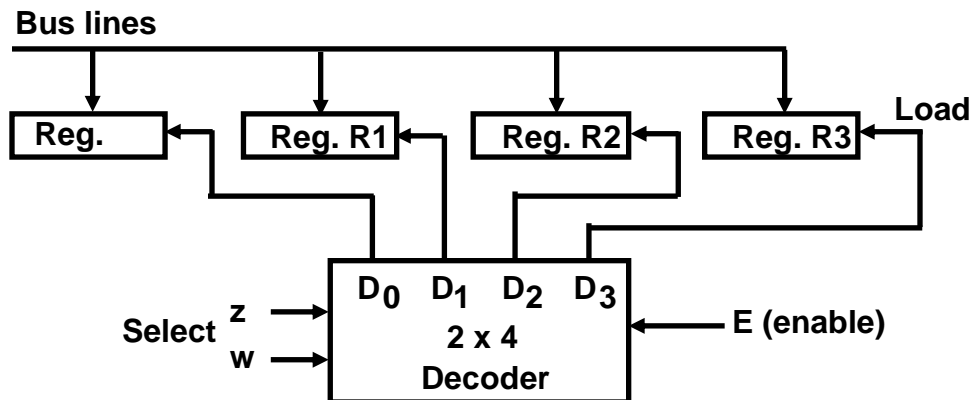 Bus lines
Load
Reg.
Reg. R1
Reg. R2
Reg. R3
D0 D1 D2 D3
Select
z
w
2 x 4
Decoder
E (enable)